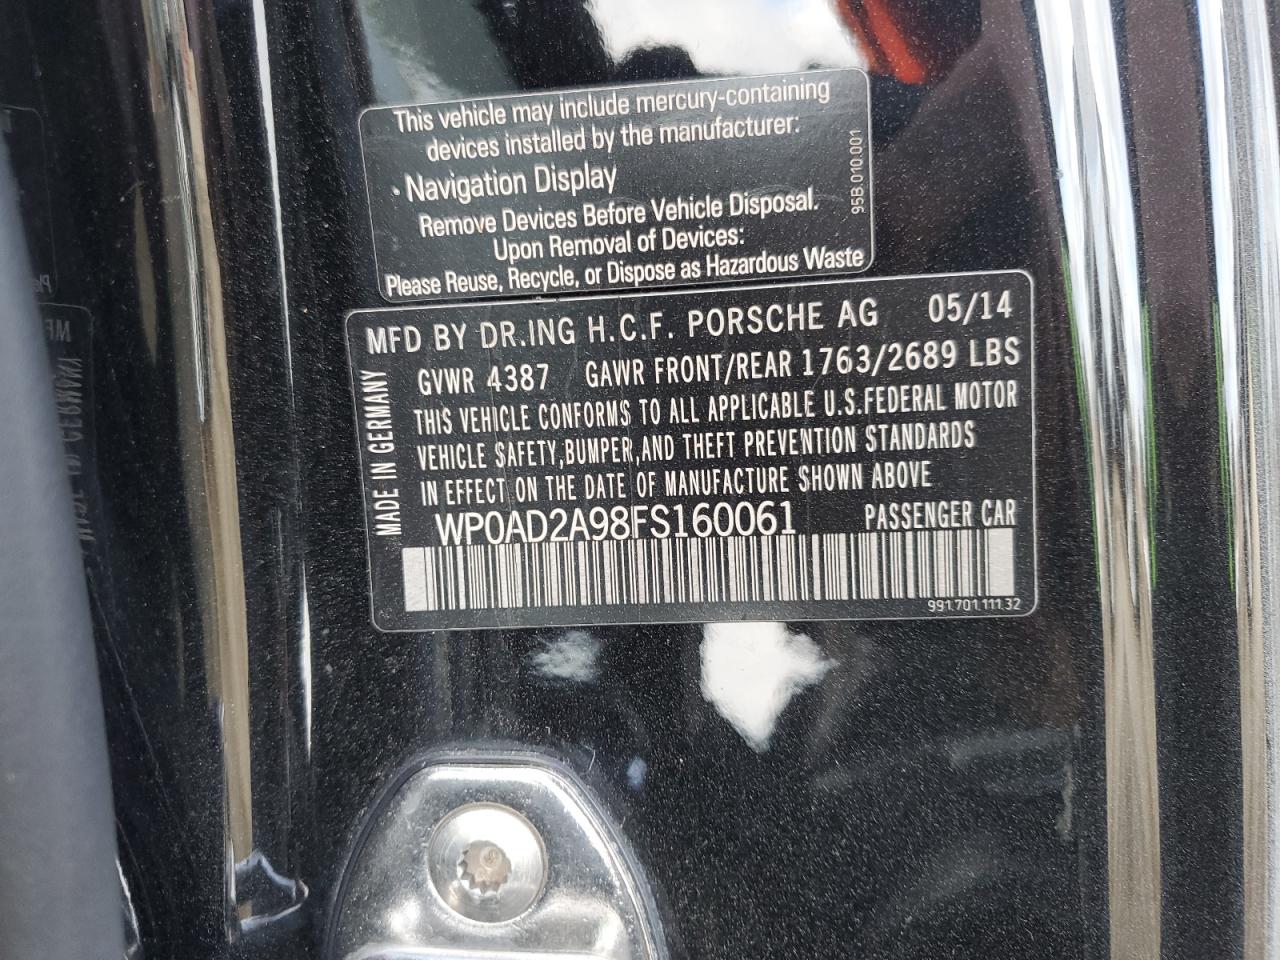 This vehicle may include mercury-containing
devices installed by the manufacturer:
• Navigation Display
Remove Devices Before Vehicle Disposal.
Upon Removal of Devices:
Please Reuse, Recycle, or Dispose as Hazardous Waste
95B.010.001
MFD BY DR.ING H.C.F. PORSCHE AG 05/14
GVWR 4387 GAWR FRONT/REAR 1763/2689 LBS
THIS VEHICLE CONFORMS TO ALL APPLICABLE U.S.FEDERAL MOTOR
VEHICLE SAFETY,BUMPER,AND THEFT PREVENTION STANDARDS
IN EFFECT ON THE DATE OF MANUFACTURE SHOWN ABOVE
WP0AD2A98FS160061 PASSENGER CAR
MADE IN GERMANY
991.701.111.32